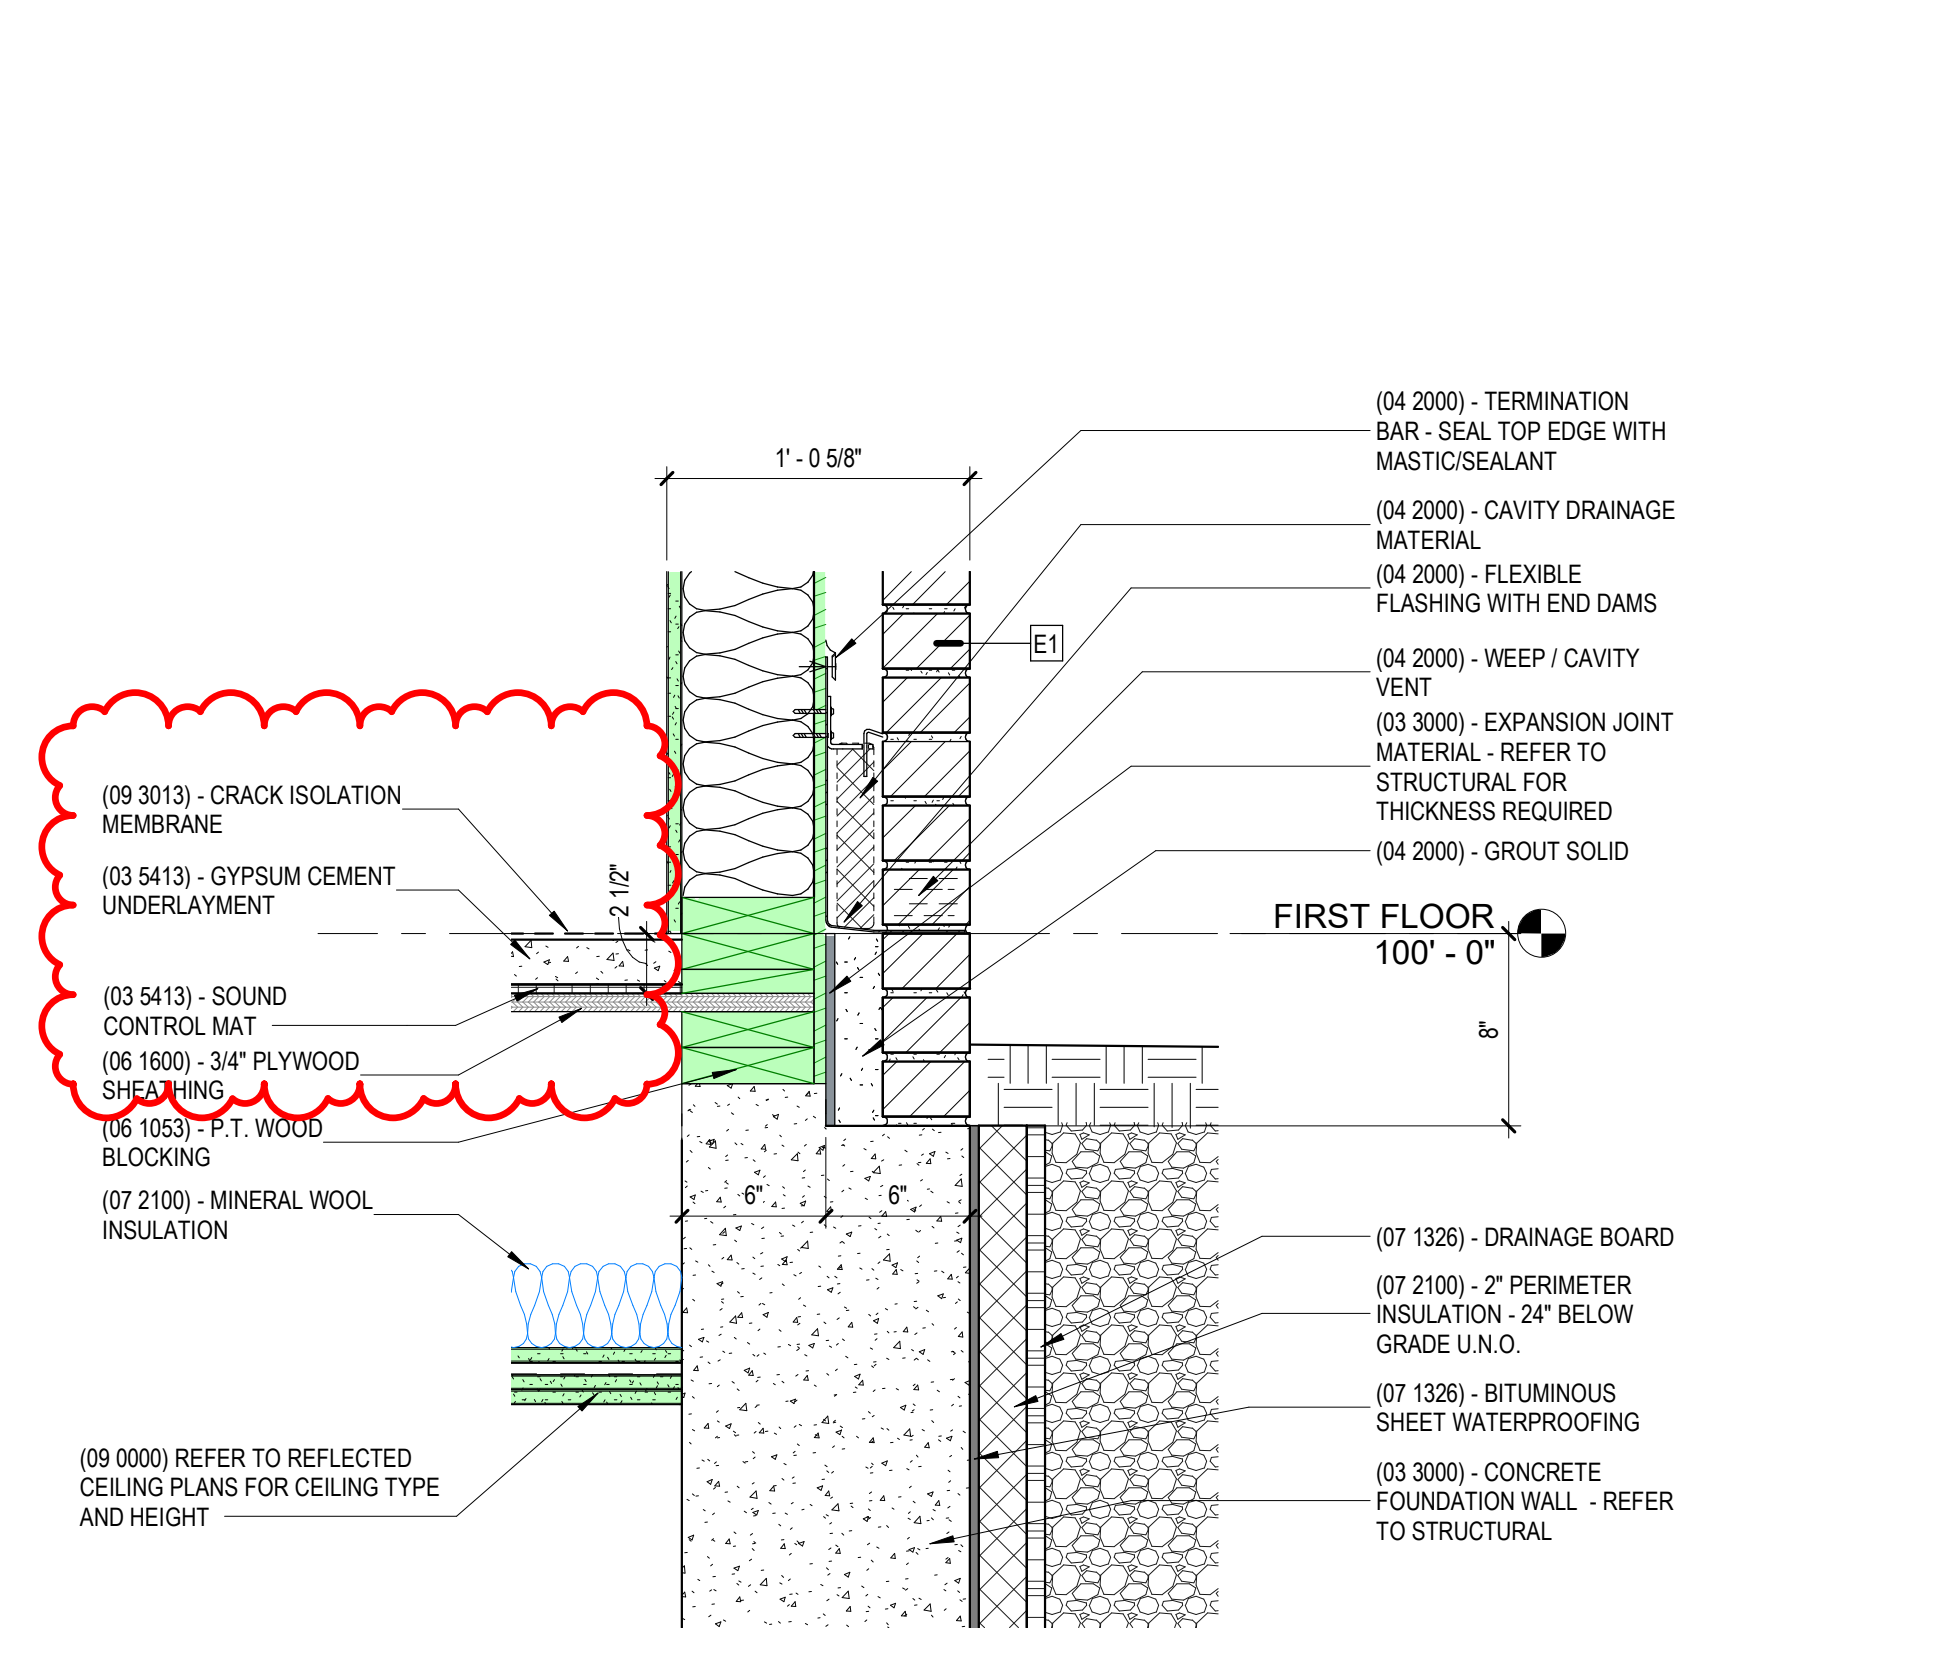 (04 2000) - TERMINATION
BAR - SEAL TOP EDGE WITH
MASTIC/SEALANT
1' - 0 5/8"
(04 2000) - CAVITY DRAINAGE
MATERIAL
(04 2000) - FLEXIBLE
FLASHING WITH END DAMS
E1
(04 2000) - WEEP / CAVITY
VENT
(03 3000) - EXPANSION JOINT
MATERIAL - REFER TO
STRUCTURAL FOR
THICKNESS REQUIRED
(04 2000) - GROUT SOLID
(09 3013) - CRACK ISOLATION
MEMBRANE
(03 5413) - GYPSUM CEMENT
UNDERLAYMENT
2 1/2"
FIRST FLOOR
100' - 0"
(03 5413) - SOUND
CONTROL MAT
8"
(06 1600) - 3/4" PLYWOOD
SHEATHING
(06 1053) - P.T. WOOD
BLOCKING
(07 2100) - MINERAL WOOL
INSULATION
6"
6"
(07 1326) - DRAINAGE BOARD
(07 2100) - 2" PERIMETER
INSULATION - 24" BELOW
GRADE U.N.O.
(07 1326) - BITUMINOUS
SHEET WATERPROOFING
(09 0000) REFER TO REFLECTED
CEILING PLANS FOR CEILING TYPE
AND HEIGHT
(03 3000) - CONCRETE
FOUNDATION WALL - REFER
TO STRUCTURAL